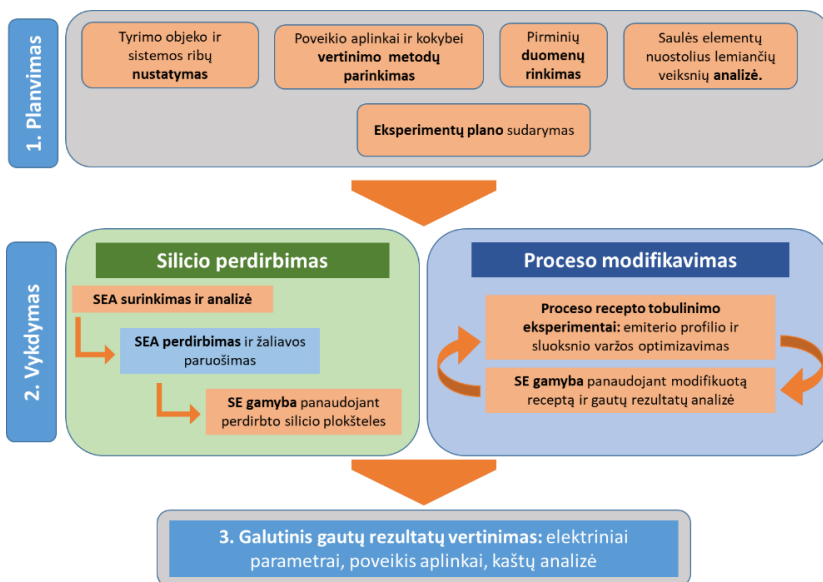 1. Planvimas
Tyrimo objeko ir
sistemos ribų
nustatymas
Poveikio aplinkai ir kokybei
vertinimo metodų
parinkimas
Pirminių
duomenų
rinkimas
Saulės elementų
nuostolius lemiančių
veiksnių analizė.
Eksperimentų plano sudarymas
2. Vykdymas
Silicio perdirbimas
SEA surinkimas ir analizė
SEA perdirbimas ir žaliavos
paruošimas
SE gamyba panaudojant
perdirbto silicio plokšteles
Proceso modifikavimas
Proceso recepto tobulinimo
eksperimentai: emiterio profilio ir
sluoksnio varžos optimizavimas
SE gamyba panaudojant modifikuotą
receptą ir gautų rezultatų analizė
3. Galutinis gautų rezultatų vertinimas: elektriniai
parametrai, poveikis aplinkai, kaštų analizė